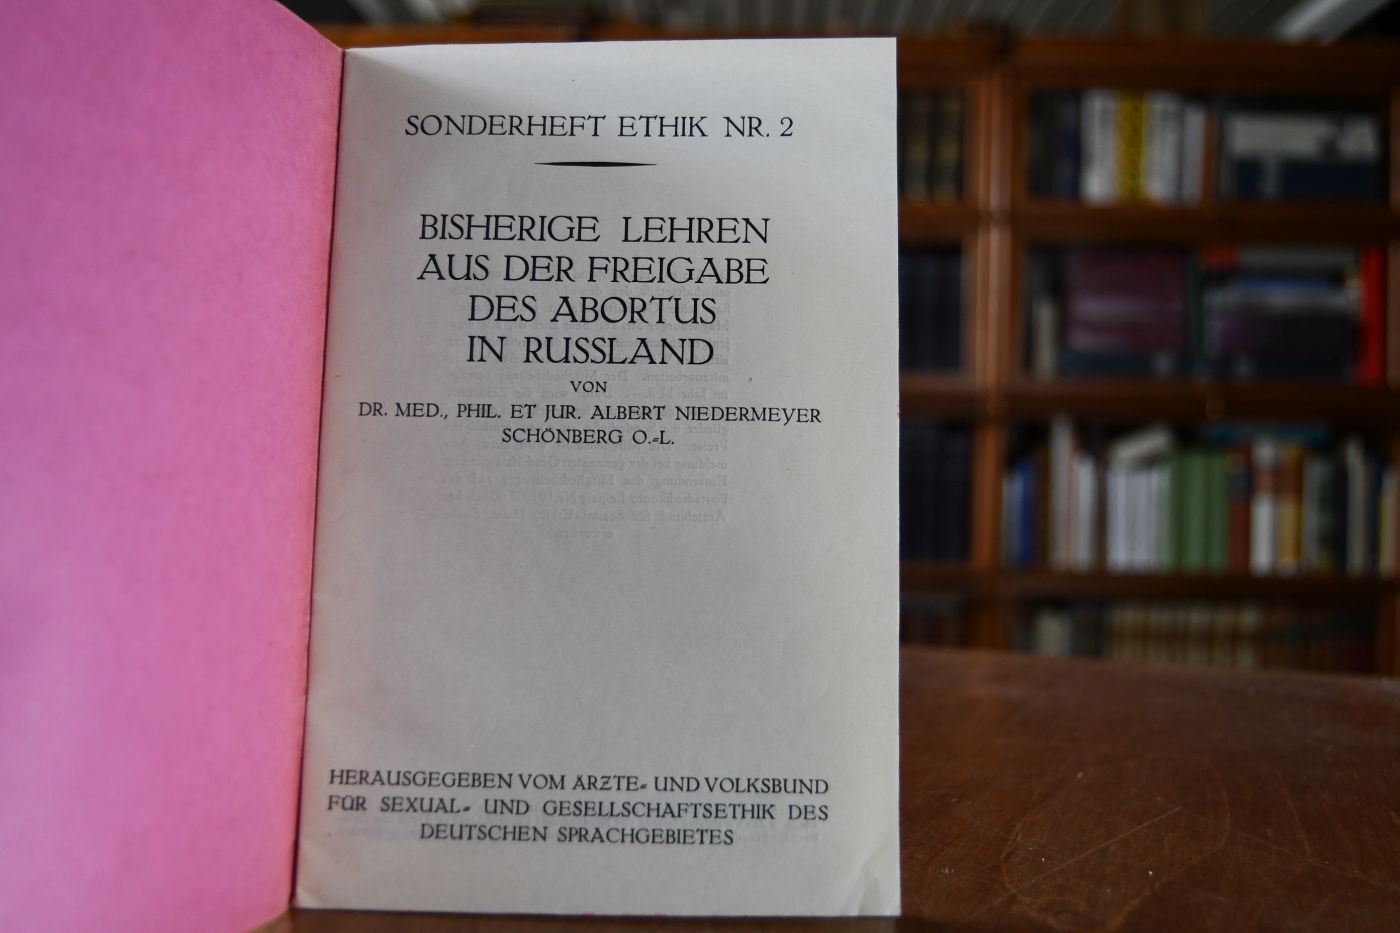 SONDERHEFT ETHIK NR. 2
BISHERIGE LEHREN
AUS DER FREIGABE
DES ABORTUS
IN RUSSLAND
VON
DR. MED., PHIL. ET JUR. ALBERT NIEDERMEYER
SCHÖNBERG O.-L.
HERAUSGEGEBEN VOM ÄRZTE- UND VOLKSBUND
FÜR SEXUAL- UND GESELLSCHAFTSETHIK DES
DEUTSCHEN SPRACHGEBIETES